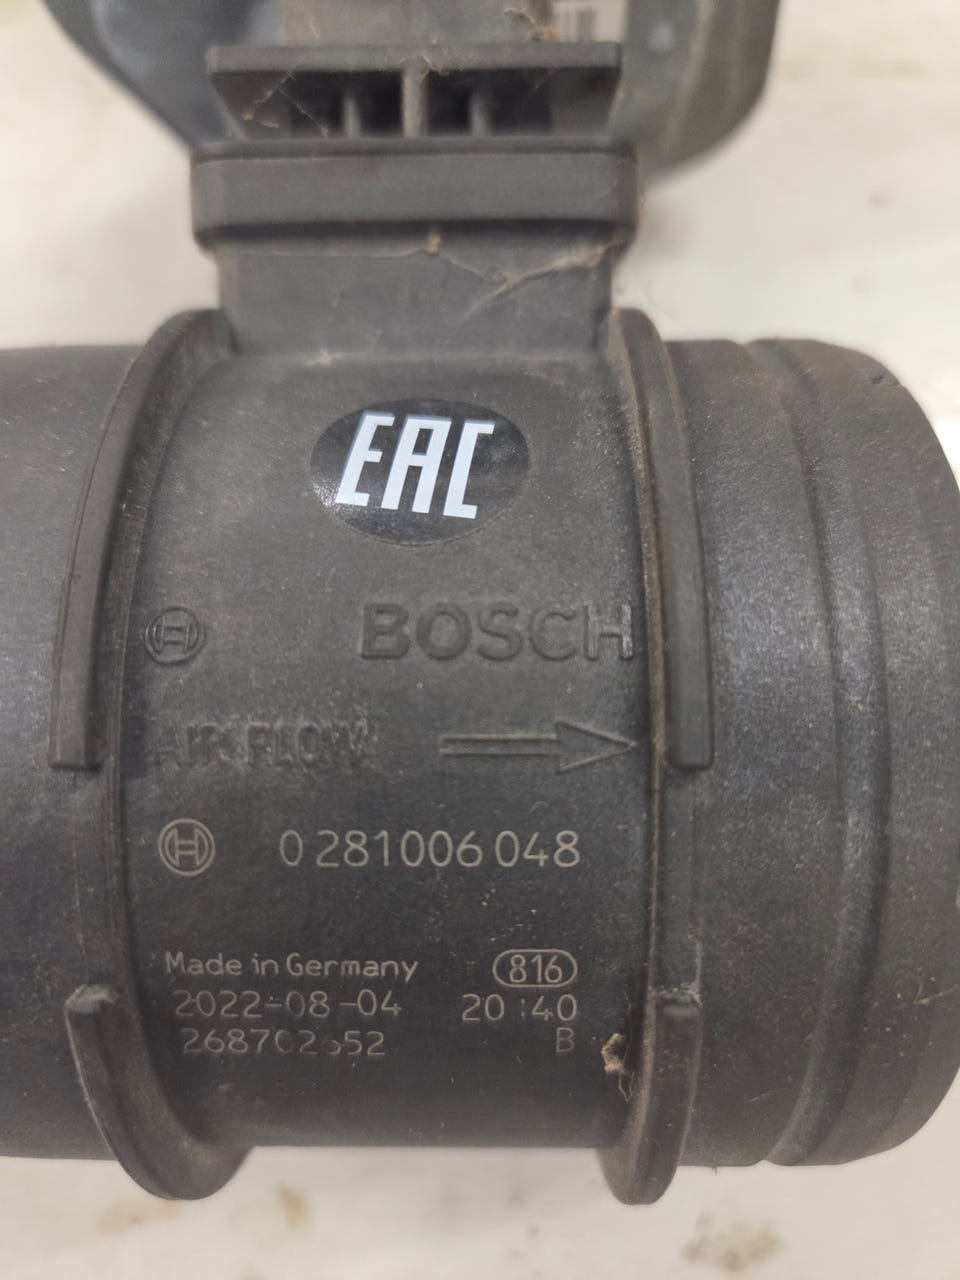 EAC
BOSCH
AIR FLOW
0 281 006 048
Made in Germany 816
2022-08-04 20:40
B